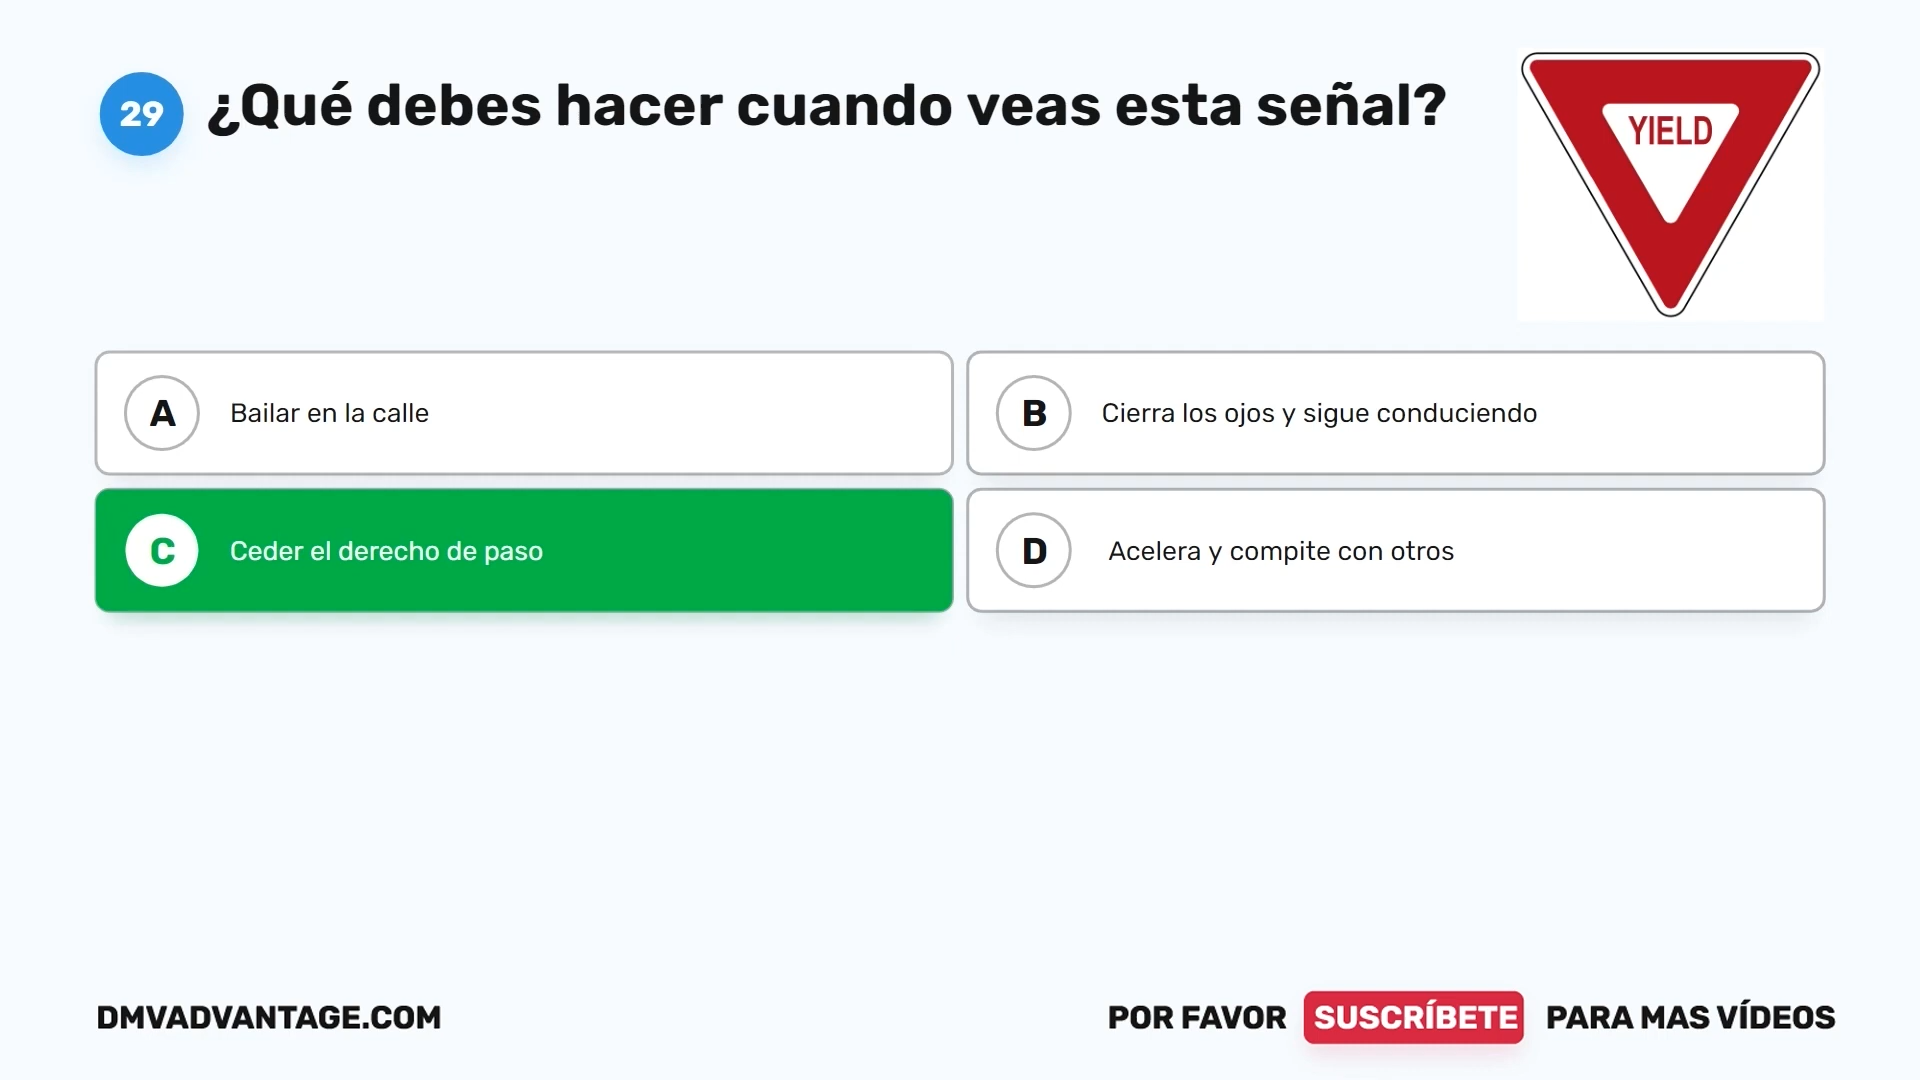 29
¿Qué debes hacer cuando veas esta señal?
YIELD
A
Bailar en la calle
B
Cierra los ojos y sigue conduciendo
C
Ceder el derecho de paso
D
Acelera y compite con otros
DMVADVANTAGE.COM
POR FAVOR SUSCRÍBETE PARA MAS VÍDEOS